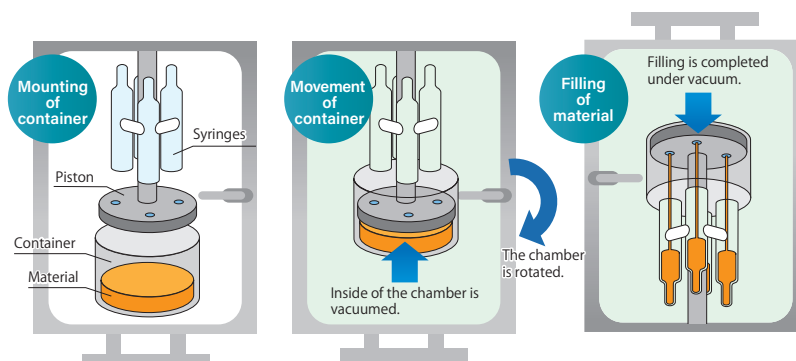 Mounting
of
container
Syringes
Piston
Container
Material
Movement
of
container
Inside of the chamber is
vacuumed.
The chamber
is rotated.
Filling
of
material
Filling is completed
under vacuum.